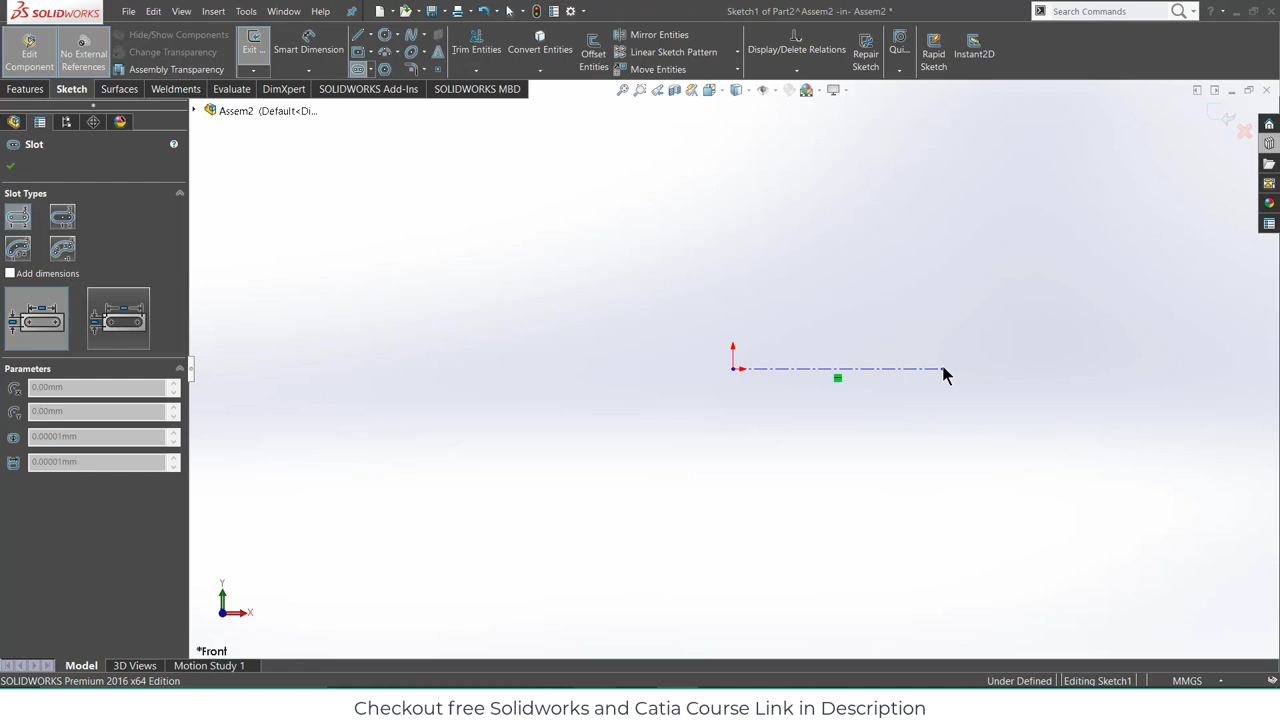 SOLIDWORKS File Edit View Insert Tools Window Help Sketch1 of Part2^Assem2 -in- Assem2 * Search Commands ?
Edit Component
No External References
Hide/Show Components
Change Transparency
Assembly Transparency
Exit ...
Smart Dimension
Trim Entities
Convert Entities
Offset Entities
Mirror Entities
Linear Sketch Pattern
Move Entities
Display/Delete Relations
Repair Sketch
Qui...
Rapid Sketch
Instant2D
Features Sketch Surfaces Weldments Evaluate DimXpert SOLIDWORKS Add-Ins SOLIDWORKS MBD
Assem2 (Default<Di...
Slot ?
Slot Types
Add dimensions
Parameters
0.00mm
0.00mm
0.00001mm
0.00001mm
Y
X
*Front
Model 3D Views Motion Study 1
SOLIDWORKS Premium 2016 x64 Edition Under Defined Editing Sketch1 MMGS
Checkout free Solidworks and Catia Course Link in Description